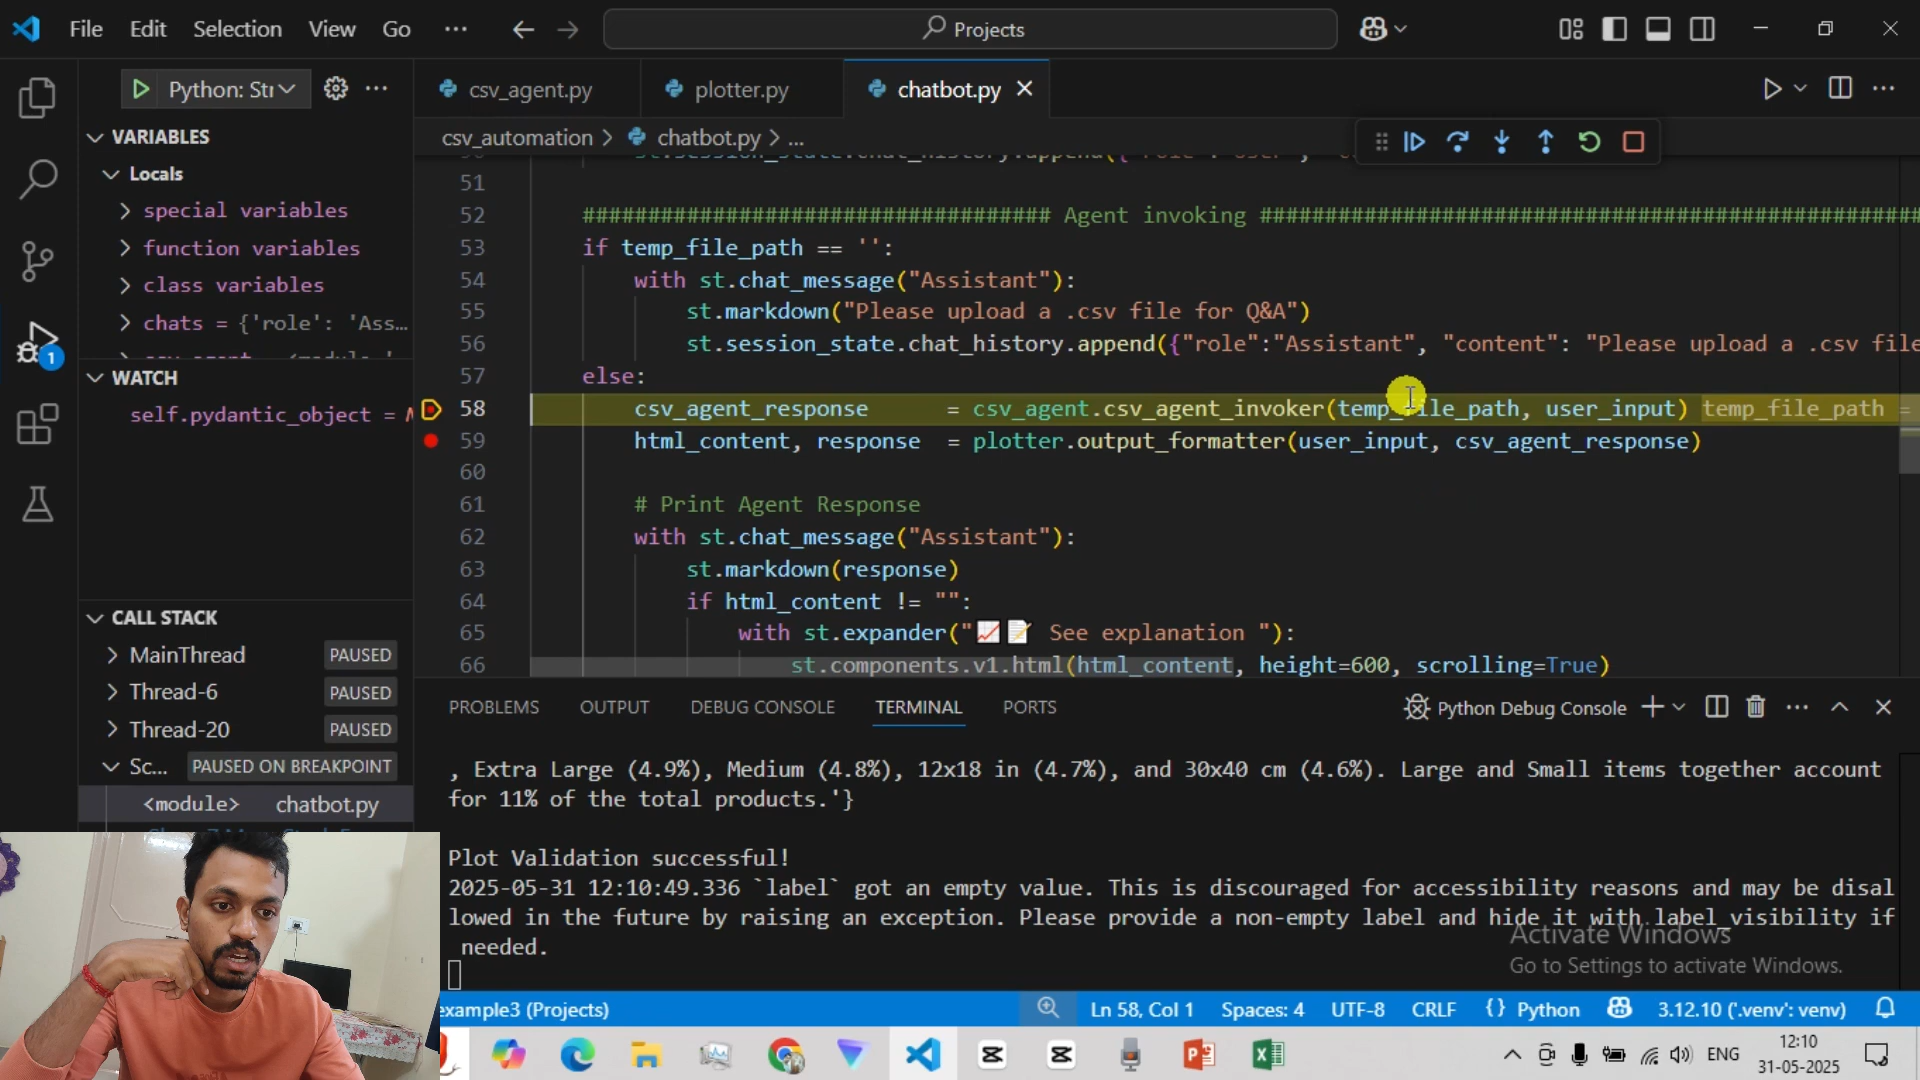 File Edit Selection View Go ··· Projects
Python: Str
csv_agent.py plotter.py chatbot.py
VARIABLES
csv_automation > chatbot.py > ...
Locals
special variables
function variables
class variables
chats = {'role': 'Ass...
WATCH
self.pydantic_object =
CALL STACK
MainThread PAUSED
Thread-6 PAUSED
Thread-20 PAUSED
Sc... PAUSED ON BREAKPOINT
<module> chatbot.py
51
52 #################################### Agent invoking ###################################################
53 if temp_file_path == '':
54 with st.chat_message("Assistant"):
55 st.markdown("Please upload a .csv file for Q&A")
56 st.session_state.chat_history.append({"role":"Assistant", "content": "Please upload a .csv file
57 else:
58 csv_agent_response = csv_agent.csv_agent_invoker(temp_file_path, user_input) temp_file_path =
59 html_content, response = plotter.output_formatter(user_input, csv_agent_response)
60
61 # Print Agent Response
62 with st.chat_message("Assistant"):
63 st.markdown(response)
64 if html_content != "":
65 with st.expander("📈📝 See explanation "):
66 st.components.v1.html(html_content, height=600, scrolling=True)
PROBLEMS OUTPUT DEBUG CONSOLE TERMINAL PORTS Python Debug Console
, Extra Large (4.9%), Medium (4.8%), 12x18 in (4.7%), and 30x40 cm (4.6%). Large and Small items together account
for 11% of the total products.'}
Plot Validation successful!
2025-05-31 12:10:49.336 `label` got an empty value. This is discouraged for accessibility reasons and may be disal
lowed in the future by raising an exception. Please provide a non-empty label and hide it with label_visibility if
needed.
Activate Windows
Go to Settings to activate Windows.
example3 (Projects) Ln 58, Col 1 Spaces: 4 UTF-8 CRLF {} Python 3.12.10 ('.venv': venv)
ENG 12:10
31-05-2025